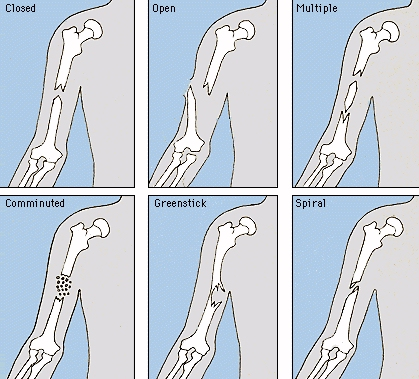 Closed
Open
Multiple
Comminuted
Greenstick
Spiral